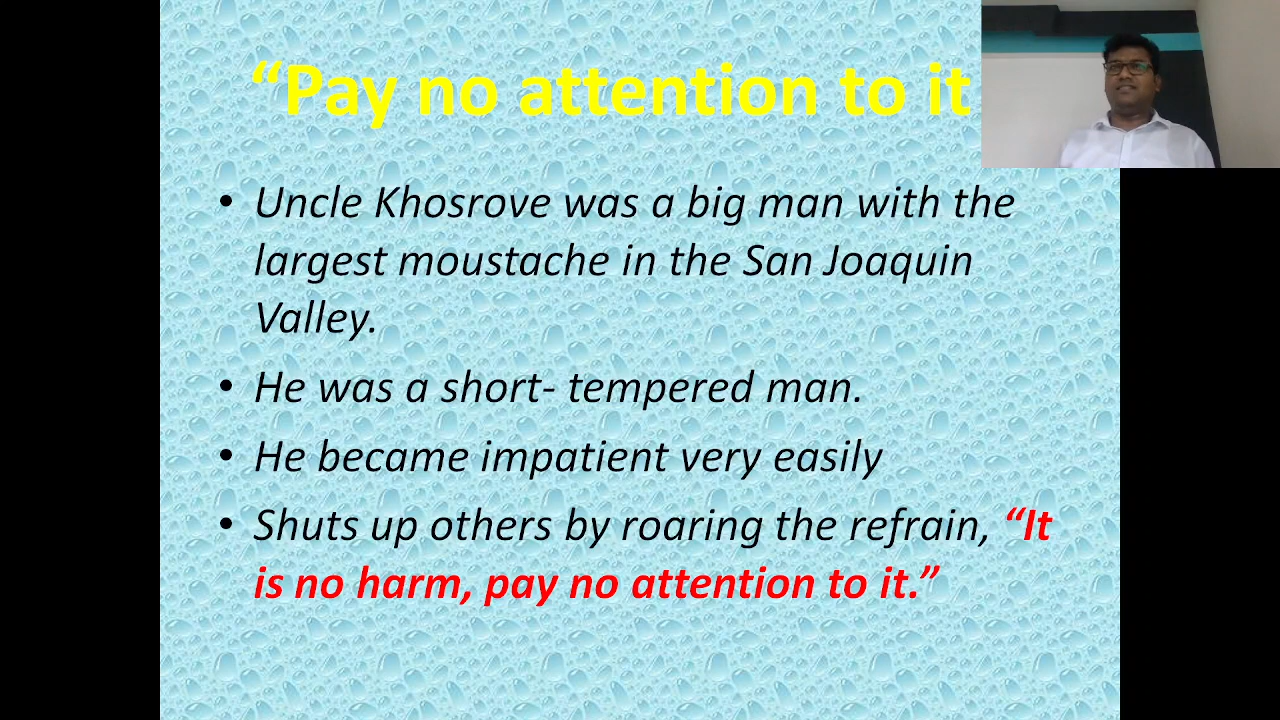 “Pay no attention to it
• Uncle Khosrove was a big man with the
largest moustache in the San Joaquin
Valley.
• He was a short- tempered man.
• He became impatient very easily
• Shuts up others by roaring the refrain, “It
is no harm, pay no attention to it.”